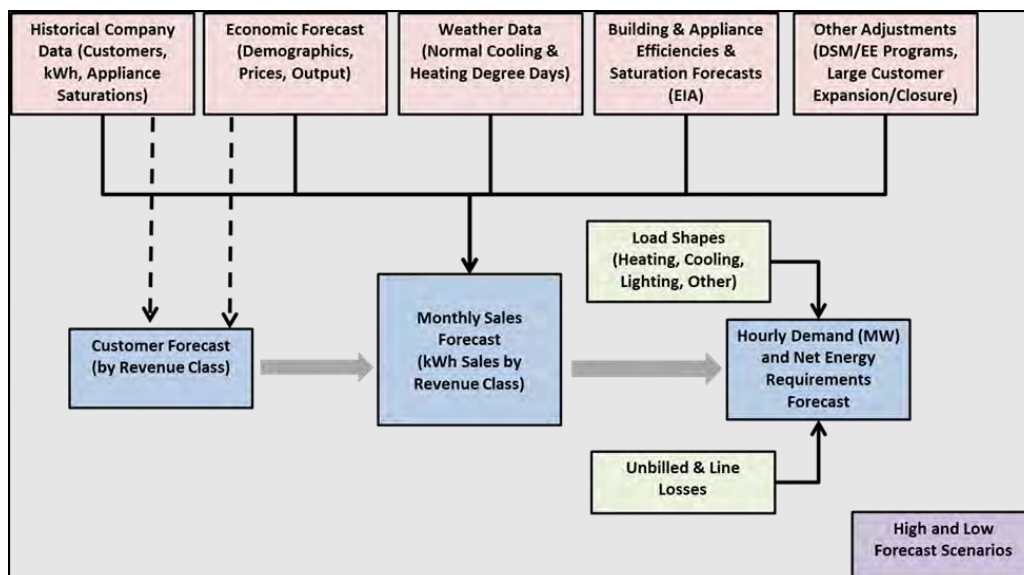 Historical Company
Data (Customers,
kWh, Appliance
Saturations)
Economic Forecast
(Demographics,
Prices, Output)
Weather Data
(Normal Cooling &
Heating Degree Days)
Building & Appliance
Efficiencies &
Saturation Forecasts
(EIA)
Other Adjustments
(DSM/EE Programs,
Large Customer
Expansion/Closure)
Load Shapes
(Heating, Cooling,
Lighting, Other)
Customer Forecast
(by Revenue Class)
Monthly Sales
Forecast
(kWh Sales by
Revenue Class)
Hourly Demand (MW)
and Net Energy
Requirements
Forecast
Unbilled & Line
Losses
High and Low
Forecast Scenarios